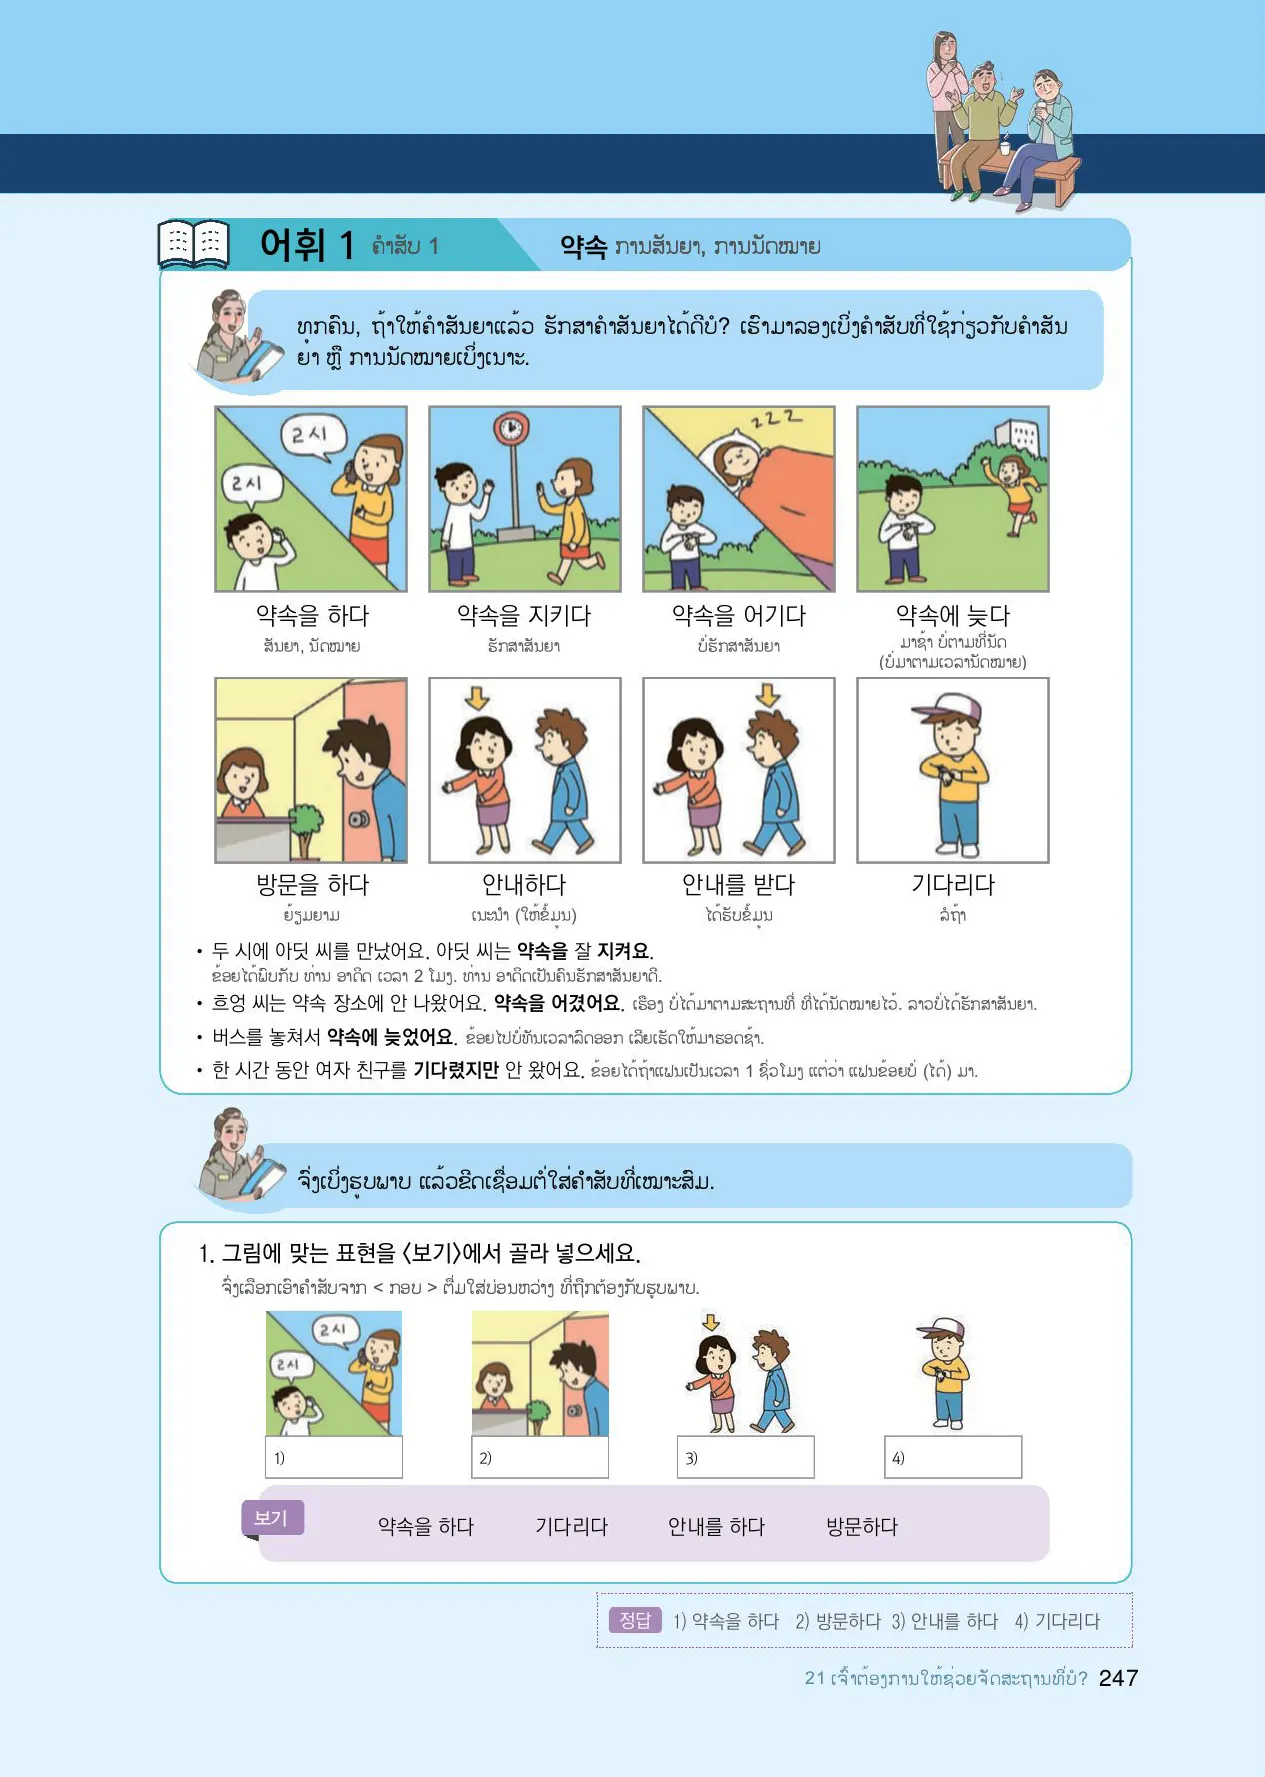 어휘 1 ຄຳສັບ 1
약속 ການສັນຍາ, ການນັດໝາຍ
ທຸກຄົນ, ຖ້າໃຫ້ຄຳສັນຍາແລ້ວ ຮັກສາຄຳສັນຍາໄດ້ດີບໍ? ເຮົາມາລອງເບິ່ງຄຳສັບທີ່ໃຊ້ກ່ຽວກັບຄຳສັນ
ຍາ ຫຼື ການນັດໝາຍເບິ່ງເນາະ.
2시
2시
z z z
약속을 하다
약속을 지키다
약속을 어기다
약속에 늦다
ສັນຍາ, ນັດໝາຍ
ຮັກສາສັນຍາ
ບໍ່ຮັກສາສັນຍາ
ມາຊ້າ ບໍ່ຕາມທີ່ນັດ
(ບໍ່ມາຕາມເວລານັດໝາຍ)
방문을 하다
안내하다
안내를 받다
기다리다
ຢ້ຽມຢາມ
ເນະນຳ (ໃຫ້ຂໍ້ມູນ)
ໄດ້ຮັບຂໍ້ມູນ
ລໍຖ້າ
• 두 시에 아딧 씨를 만났어요. 아딧 씨는 약속을 잘 지켜요.
ຂ້ອຍໄດ້ພົບກັບ ທ່ານ ອາດິດ ເວລາ 2 ໂມງ. ທ່ານ ອາດິດເປັນຄົນຮັກສາສັນຍາດີ.
• 흐엉 씨는 약속 장소에 안 나왔어요. 약속을 어겼어요. ເຮືອງ ບໍ່ໄດ້ມາຕາມສະຖານທີ່ ທີ່ໄດ້ນັດໝາຍໄວ້. ລາວບໍ່ໄດ້ຮັກສາສັນຍາ.
• 버스를 놓쳐서 약속에 늦었어요. ຂ້ອຍໄປບໍ່ທັນເວລາລົດອອກ ເລີຍເຮັດໃຫ້ມາຮອດຊ້າ.
• 한 시간 동안 여자 친구를 기다렸지만 안 왔어요. ຂ້ອຍໄດ້ຖ້າແຟນເປັນເວລາ 1 ຊົ່ວໂມງ ແຕ່ວ່າ ແຟນຂ້ອຍບໍ່ (ໄດ້) ມາ.
ຈົ່ງເບິ່ງຮູບພາບ ແລ້ວຂີດເຊື່ອມຕໍ່ໃສ່ຄຳສັບທີ່ເໝາະສົມ.
1. 그림에 맞는 표현을 〈보기〉에서 골라 넣으세요.
ຈົ່ງເລືອກເອົາຄຳສັບຈາກ < ກອບ > ຕື່ມໃສ່ບ່ອນຫວ່າງ ທີ່ຖືກຕ້ອງກັບຮູບພາບ.
2시
2시
1)
2)
3)
4)
보기
약속을 하다 기다리다 안내를 하다 방문하다
정답 1) 약속을 하다 2) 방문하다 3) 안내를 하다 4) 기다리다
21 ເຈົ້າຕ້ອງການໃຫ້ຊ່ວຍຈັດສະຖານທີ່ບໍ? 247